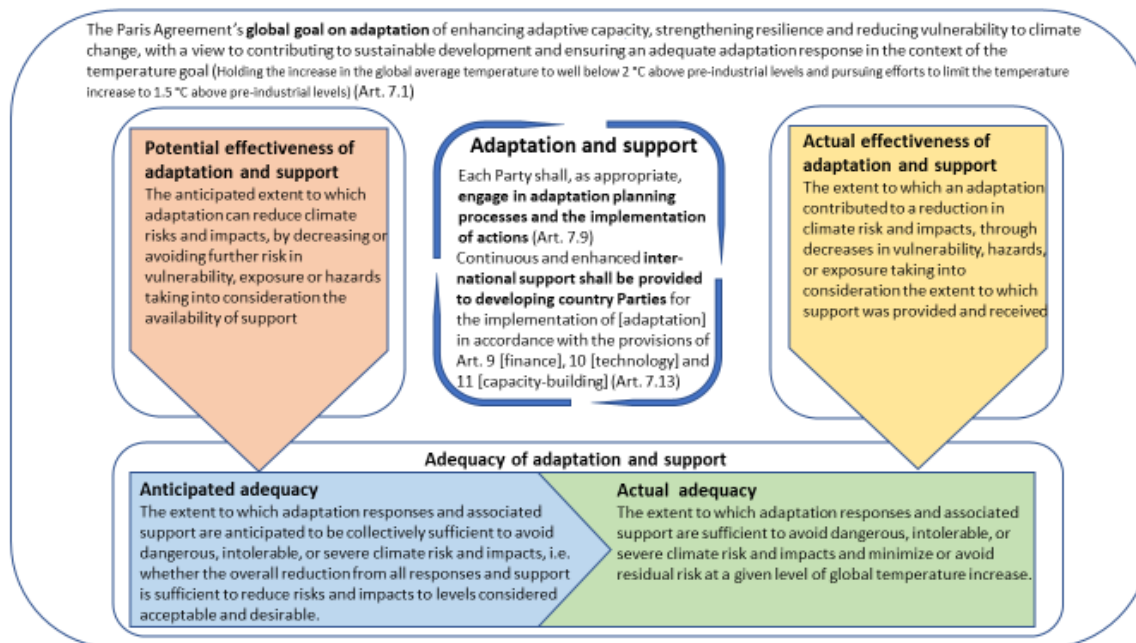 The Paris Agreement's global goal on adaptation of enhancing adaptive capacity, strengthening resilience and reducing vulnerability to climate
change, with a view to contributing to sustainable development and ensuring an adequate adaptation response in the context of the
temperature goal (Holding the increase in the global average temperature to well below 2 °C above pre-industrial levels and pursuing efforts to limit the temperature
increase to 1.5 °C above pre-industrial levels) (Art. 7.1)
Potential effectiveness of
adaptation and support
The anticipated extent to which
adaptation can reduce climate
risks and impacts, by decreasing or
avoiding further risk in
vulnerability, exposure or hazards
taking into consideration the
availability of support
Adaptation and support
Each Party shall, as appropriate,
engage in adaptation planning
processes and the implementation
of actions (Art. 7.9)
Continuous and enhanced inter-
national support shall be provided
to developing country Parties for
the implementation of [adaptation]
in accordance with the provisions of
Art. 9 [finance], 10 [technology] and
11 [capacity-building] (Art. 7.13)
Actual effectiveness of
adaptation and support
The extent to which an adaptation
contributed to a reduction in
climate risk and impacts, through
decreases in vulnerability, hazards,
or exposure taking into
consideration the extent to which
support was provided and received
Adequacy of adaptation and support
Anticipated adequacy
The extent to which adaptation responses and associated
support are anticipated to be collectively sufficient to avoid
dangerous, intolerable, or severe climate risk and impacts, i.e.
whether the overall reduction from all responses and support
is sufficient to reduce risks and impacts to levels considered
acceptable and desirable.
Actual adequacy
The extent to which adaptation responses and associated
support are sufficient to avoid dangerous, intolerable, or
severe climate risk and impacts and minimize or avoid
residual risk at a given level of global temperature increase.